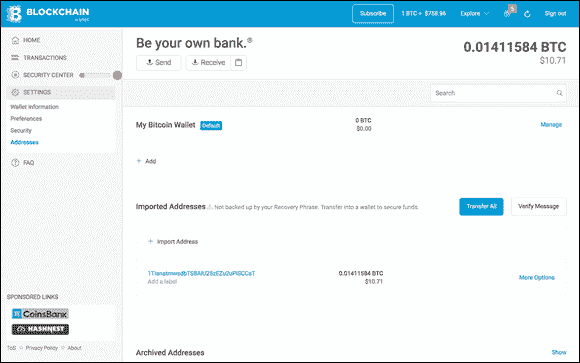 BLOCKCHAIN
Subscribe
1 BTC = $758.96
Explore
5
Sign out
HOME
TRANSACTIONS
SECURITY CENTER
SETTINGS
Wallet Information
Preferences
Security
Addresses
FAQ
SPONSORED LINKS
CoinsBank
HASHNEST
ToS Privacy Policy About
Be your own bank.®
0.01411584 BTC
$10.71
Send
Receive
Search
My Bitcoin Wallet Default
0 BTC
$0.00
Manage
+ Add
Imported Addresses
Not backed up by your Recovery Phrase. Transfer into a wallet to secure funds.
Transfer All
Verify Message
+ Import Address
Add a label
0.01411584 BTC
$10.71
More Options
Archived Addresses
Show